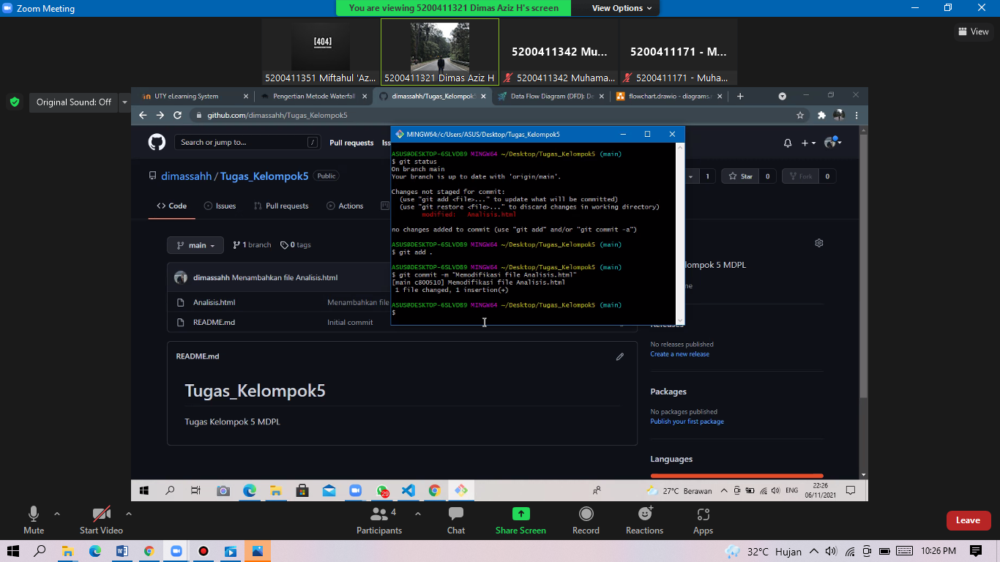 Zoom Meeting
You are viewing 5200411321 Dimas Aziz H's screen
View Options
View
[404]
5200411351 Miftahul 'Az...
5200411321 Dimas Aziz H
5200411342 Mu...
5200411342 Muhama...
5200411171 - M...
5200411171 - Muha...
Original Sound: Off
UTY eLearning System
Pengertian Metode Waterfall
dimassahh/Tugas_Kelompok5
Data Flow Diagram (DFD): De
flowchart.drawio - diagrams.n
github.com/dimassahh/Tugas_Kelompok5
Search or jump to...
/
Pull requests
Iss
dimassahh / Tugas_Kelompok5
Public
1
Star
0
Fork
0
Code
Issues
Pull requests
Actions
main
1 branch
0 tags
dimassahh Menambahkan file Analisis.html
Analisis.html
Menambahkan file
README.md
Initial commit
README.md
Tugas_Kelompok5
Tugas Kelompok 5 MDPL
MINGW64:/c/Users/ASUS/Desktop/Tugas_Kelompok5
ASUS@DESKTOP-6SLVDB9 MINGW64 ~/Desktop/Tugas_Kelompok5 (main)
$ git status
On branch main
Your branch is up to date with 'origin/main'.
Changes not staged for commit:
(use "git add <file>..." to update what will be committed)
(use "git restore <file>..." to discard changes in working directory)
modified: Analisis.html
no changes added to commit (use "git add" and/or "git commit -a")
ASUS@DESKTOP-6SLVDB9 MINGW64 ~/Desktop/Tugas_Kelompok5 (main)
$ git add .
ASUS@DESKTOP-6SLVDB9 MINGW64 ~/Desktop/Tugas_Kelompok5 (main)
$ git commit -m "Memodifikasi file Analisis.html"
[main c800510] Memodifikasi file Analisis.html
1 file changed, 1 insertion(+)
ASUS@DESKTOP-6SLVDB9 MINGW64 ~/Desktop/Tugas_Kelompok5 (main)
$
lompok 5 MDPL
me
Releases
No releases published
Create a new release
Packages
No packages published
Publish your first package
Languages
29
27°C Berawan
ENG
22:26
06/11/2021
Mute
Start Video
Participants
4
Chat
Share Screen
Record
Reactions
Apps
Leave
32°C Hujan
10:26 PM